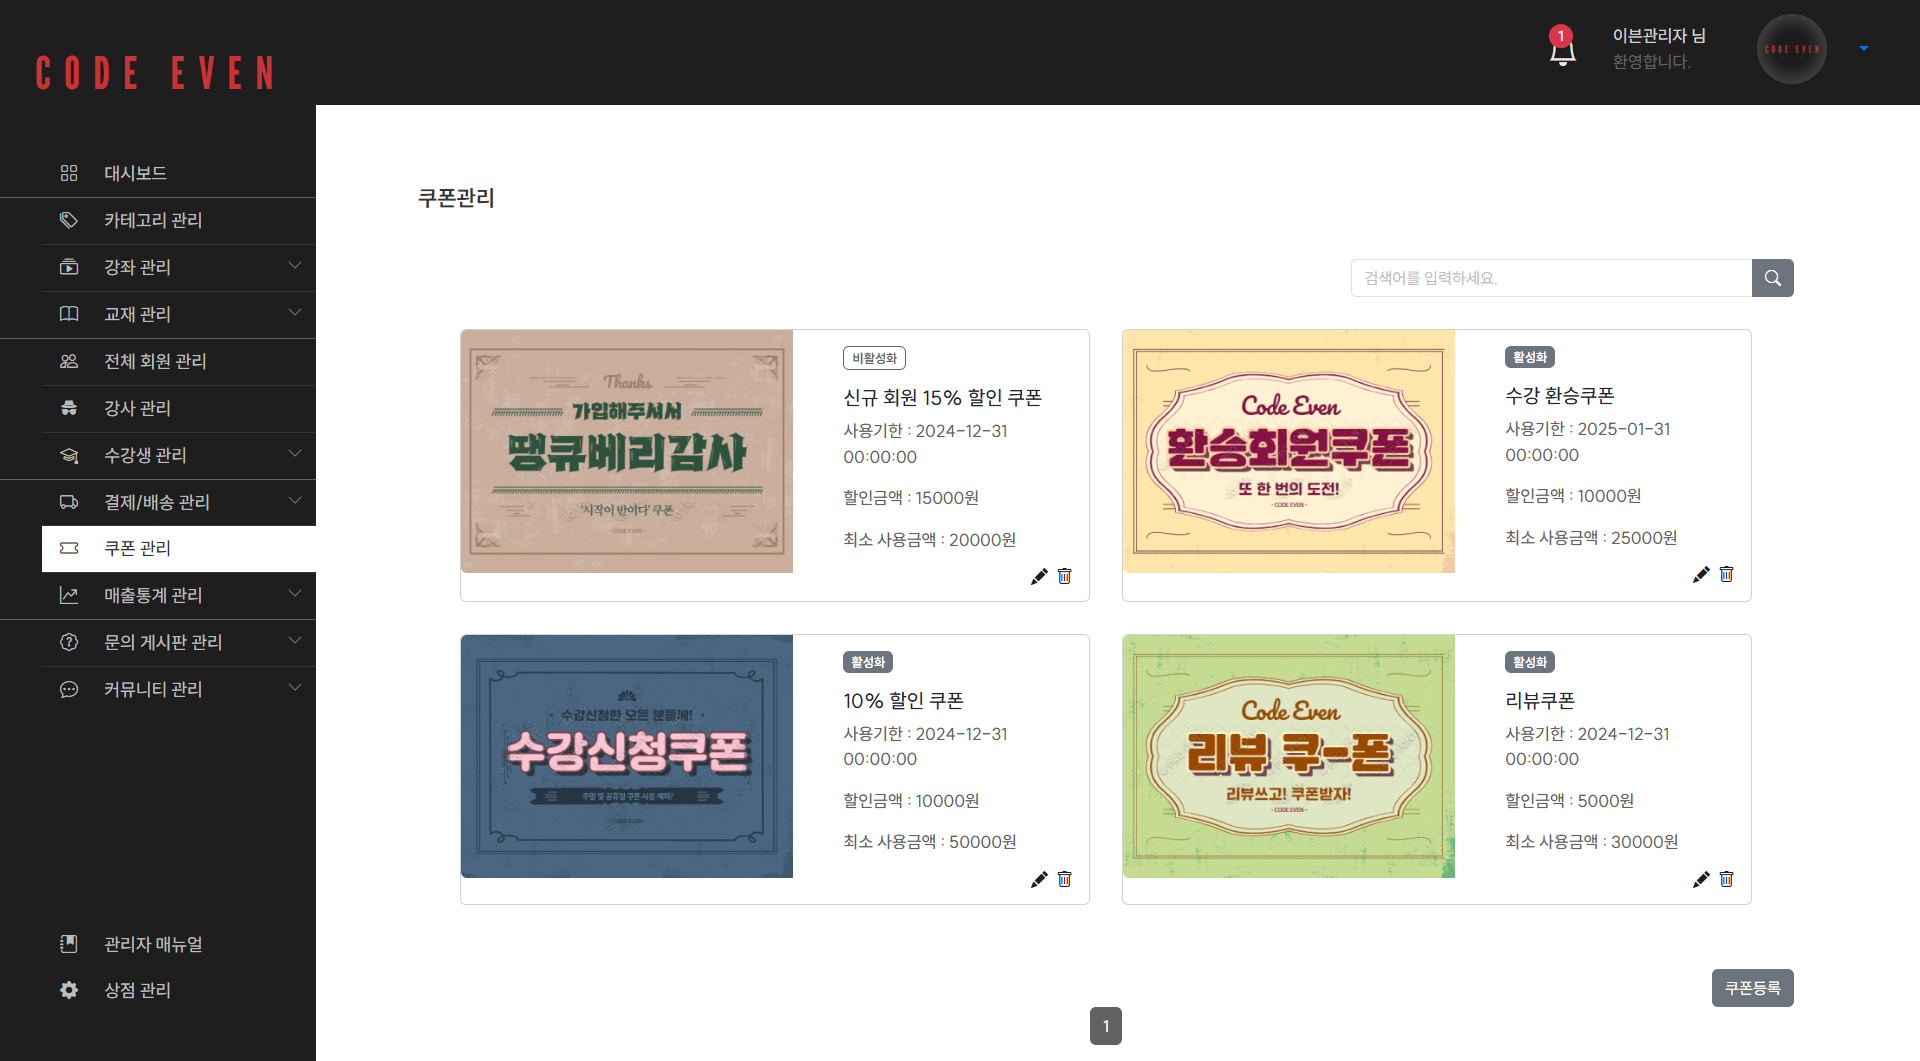 CODE EVEN
1
이븐관리자 님
환영합니다.
CODE EVEN
대시보드
카테고리 관리
강좌 관리
교재 관리
전체 회원 관리
강사 관리
수강생 관리
결제/배송 관리
쿠폰 관리
매출통계 관리
문의 게시판 관리
커뮤니티 관리
관리자 매뉴얼
상점 관리
쿠폰관리
검색어를 입력하세요.
Thanks
가입해주셔서
땡큐베리감사
'시작이 반이다' 쿠폰
- CODE EVEN -
비활성화
신규 회원 15% 할인 쿠폰
사용기한 : 2024-12-31
00:00:00
할인금액 : 15000원
최소 사용금액 : 20000원
Code Even
환승회원쿠폰
또 한 번의 도전!
- CODE EVEN -
활성화
수강 환승쿠폰
사용기한 : 2025-01-31
00:00:00
할인금액 : 10000원
최소 사용금액 : 25000원
· 수강신청한 모든 분들께! ·
수강신청쿠폰
주말 및 공휴일 쿠폰 사용 제외!
- CODE EVEN -
활성화
10% 할인 쿠폰
사용기한 : 2024-12-31
00:00:00
할인금액 : 10000원
최소 사용금액 : 50000원
Code Even
리뷰 쿠-폰
리뷰쓰고! 쿠폰받자!
- CODE EVEN -
활성화
리뷰쿠폰
사용기한 : 2024-12-31
00:00:00
할인금액 : 5000원
최소 사용금액 : 30000원
쿠폰등록
1